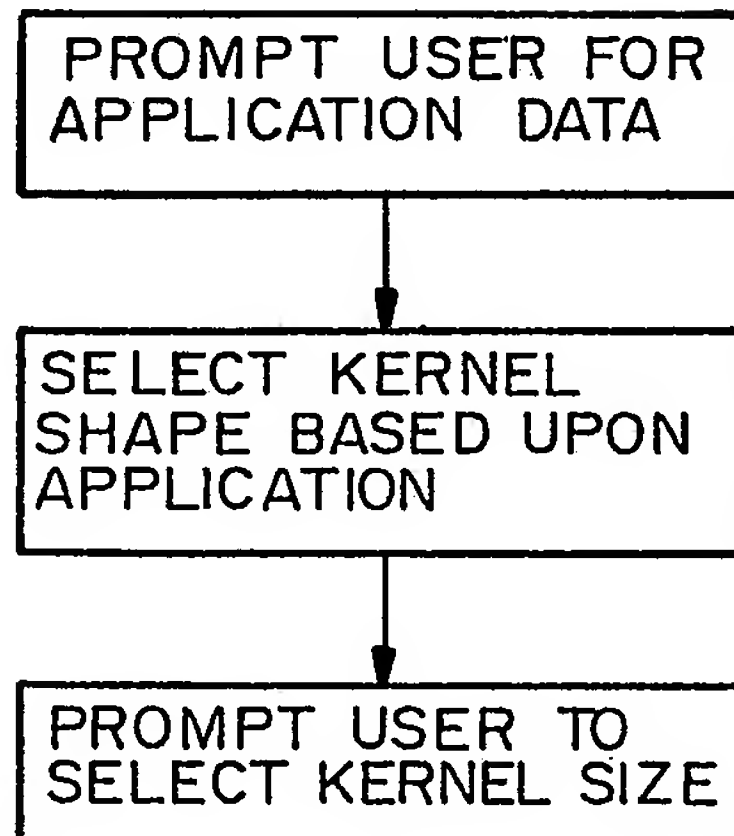 PROMPT USER FOR
APPLICATION DATA
SELECT KERNEL
SHAPE BASED UPON
APPLICATION
PROMPT USER TO
SELECT KERNEL SIZE